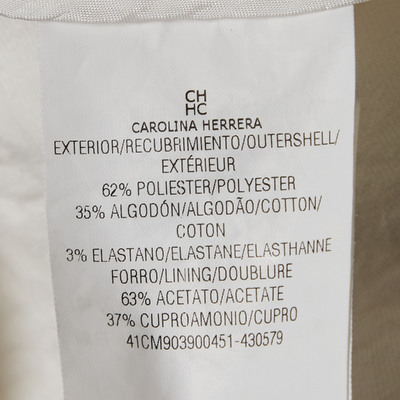 CH
HC
CAROLINA HERRERA
EXTERIOR/RECUBRIMIENTO/OUTERSHELL/
EXTÉRIEUR
62% POLIESTER/POLYESTER
35% ALGODÓN/ALGODÃO/COTTON/
COTON
3% ELASTANO/ELASTANE/ELASTHANNE
FORRO/LINING/DOUBLURE
63% ACETATO/ACETATE
37% CUPROAMONIO/CUPRO
41CM903900451-430579